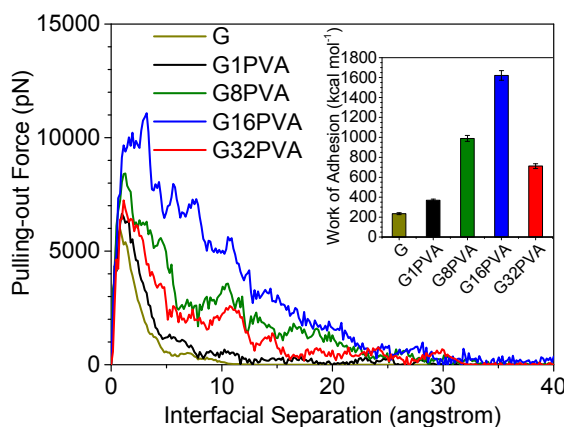 15000
10000
5000
0
Pulling-out Force (pN)
0 10 20 30 40
Interfacial Separation (angstrom)
G
G1PVA
G8PVA
G16PVA
G32PVA
Work of Adhesion (kcal mol⁻¹)
1800
1600
1400
1200
1000
800
600
400
200
0
G
G1PVA
G8PVA
G16PVA
G32PVA